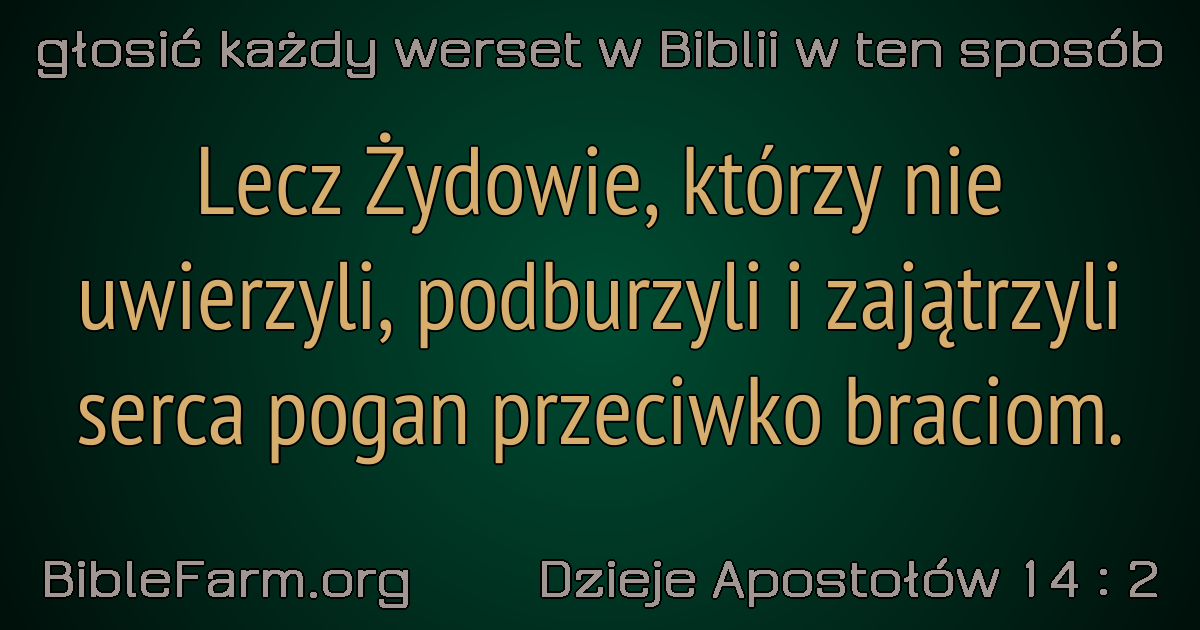 głosić każdy werset w Biblii w ten sposób
Lecz Żydowie, którzy nie
uwierzyli, podburzyli i zajątrzyli
serca pogan przeciwko braciom.
BibleFarm.org
Dzieje Apostołów 14 : 2